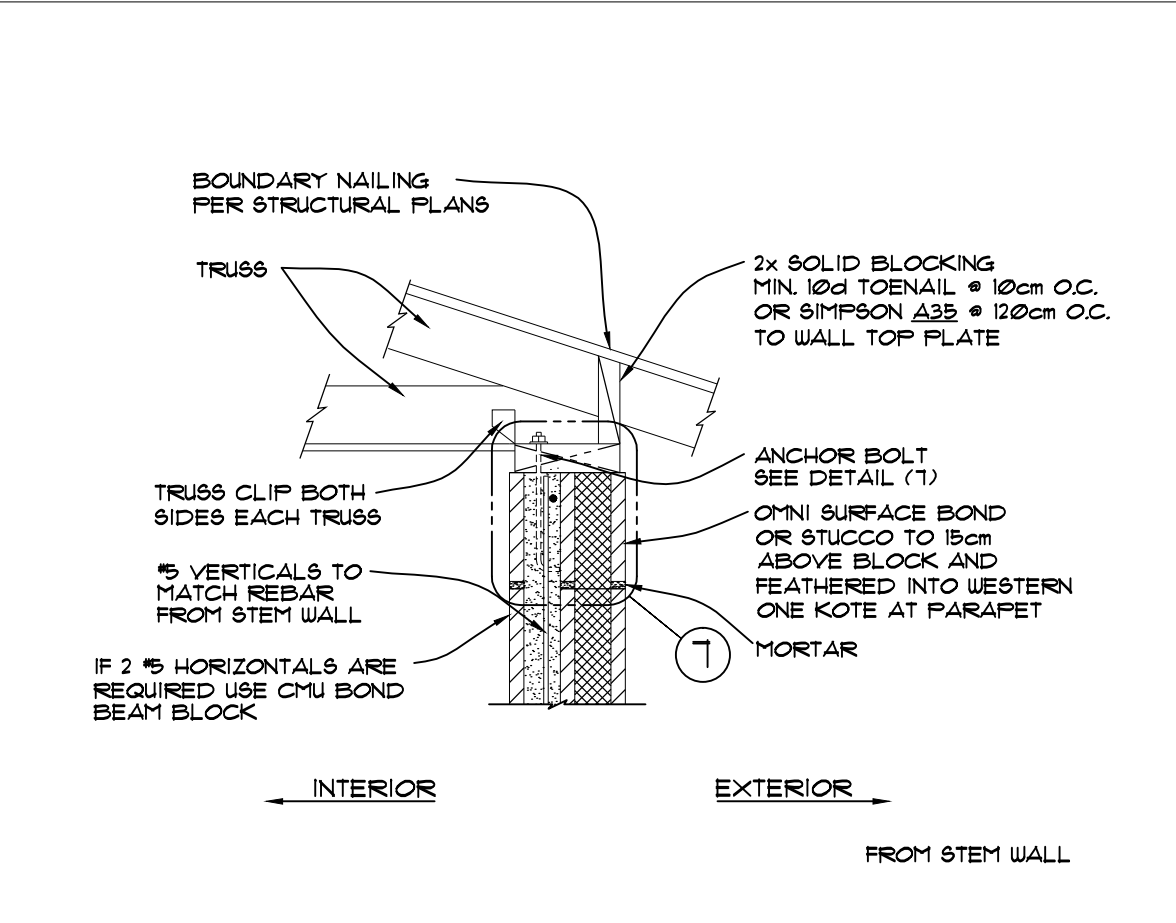 BOUNDARY NAILING
PER STRUCTURAL PLANS
TRUSS
2x SOLID BLOCKING
MIN. 10d TOENAIL @ 10cm O.C.
OR SIMPSON A35 @ 120cm O.C.
TO WALL TOP PLATE
TRUSS CLIP BOTH
SIDES EACH TRUSS
ANCHOR BOLT
SEE DETAIL (7)
OMNI SURFACE BOND
OR STUCCO TO 15cm
ABOVE BLOCK AND
FEATHERED INTO WESTERN
ONE KOTE AT PARAPET
#5 VERTICALS TO
MATCH REBAR
FROM STEM WALL
7
MORTAR
IF 2 #5 HORIZONTALS ARE
REQUIRED USE CMU BOND
BEAM BLOCK
INTERIOR
EXTERIOR
FROM STEM WALL